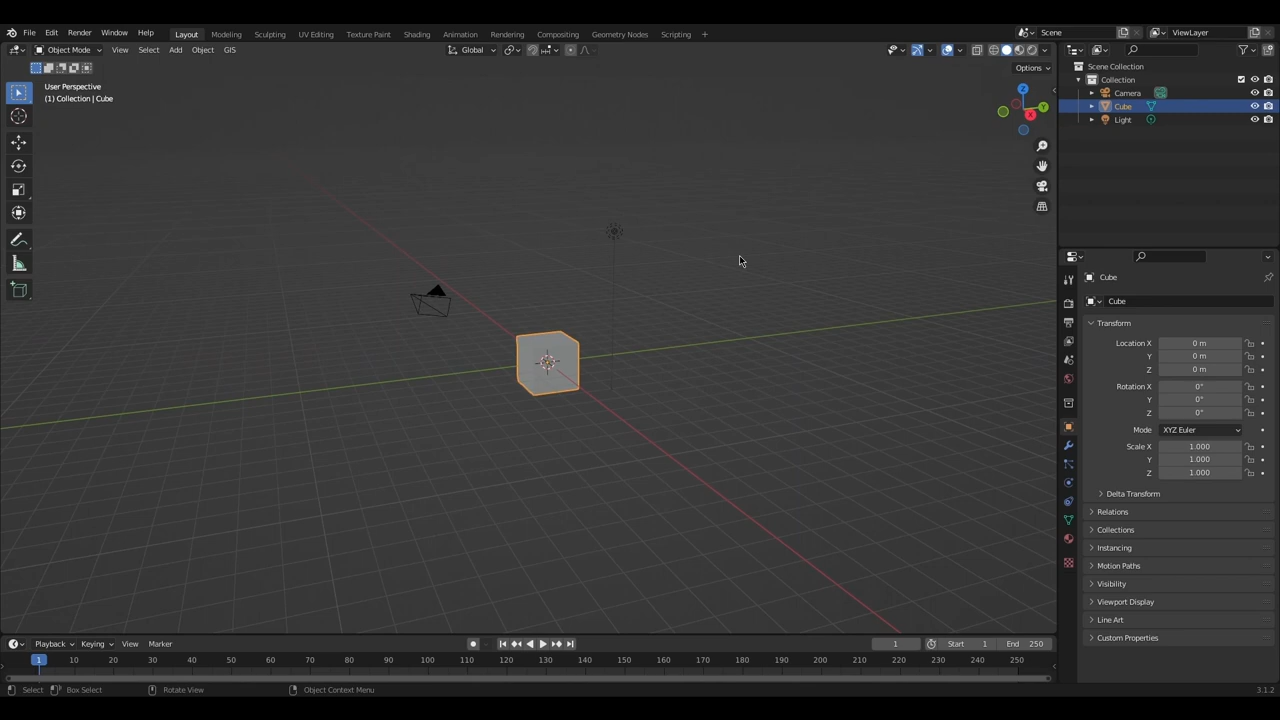 File Edit Render Window Help Layout Modeling Sculpting UV Editing Texture Paint Shading Animation Rendering Compositing Geometry Nodes Scripting + Scene ViewLayer
Object Mode View Select Add Object GIS Global
Options
User Perspective
(1) Collection | Cube
Z
Y
X
Scene Collection
Collection
Camera
Cube
Light
Cube
Cube
Transform
Location X 0 m
Y 0 m
Z 0 m
Rotation X 0°
Y 0°
Z 0°
Mode XYZ Euler
Scale X 1.000
Y 1.000
Z 1.000
Delta Transform
Relations
Collections
Instancing
Motion Paths
Visibility
Viewport Display
Line Art
Custom Properties
Playback Keying View Marker 1 Start 1 End 250
1 10 20 30 40 50 60 70 80 90 100 110 120 130 140 150 160 170 180 190 200 210 220 230 240 250
Select Box Select Rotate View Object Context Menu 3.1.2